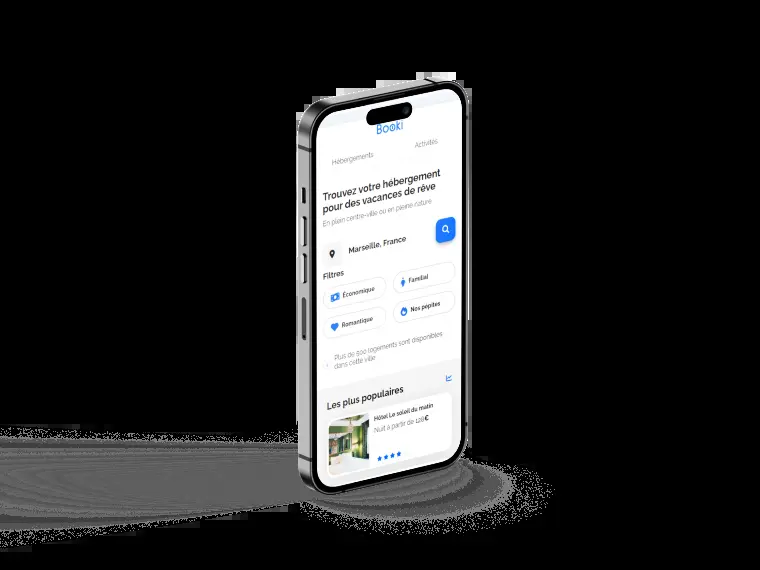 Booki
Hébergements
Activités
Trouvez votre hébergement
pour des vacances de rêve
En plein centre-ville ou en pleine nature
Marseille, France
Filtres
Économique
Familial
Romantique
Nos pépites
Plus de 500 logements sont disponibles
dans cette ville
Les plus populaires
Hôtel Le soleil du matin
Nuit à partir de 128€